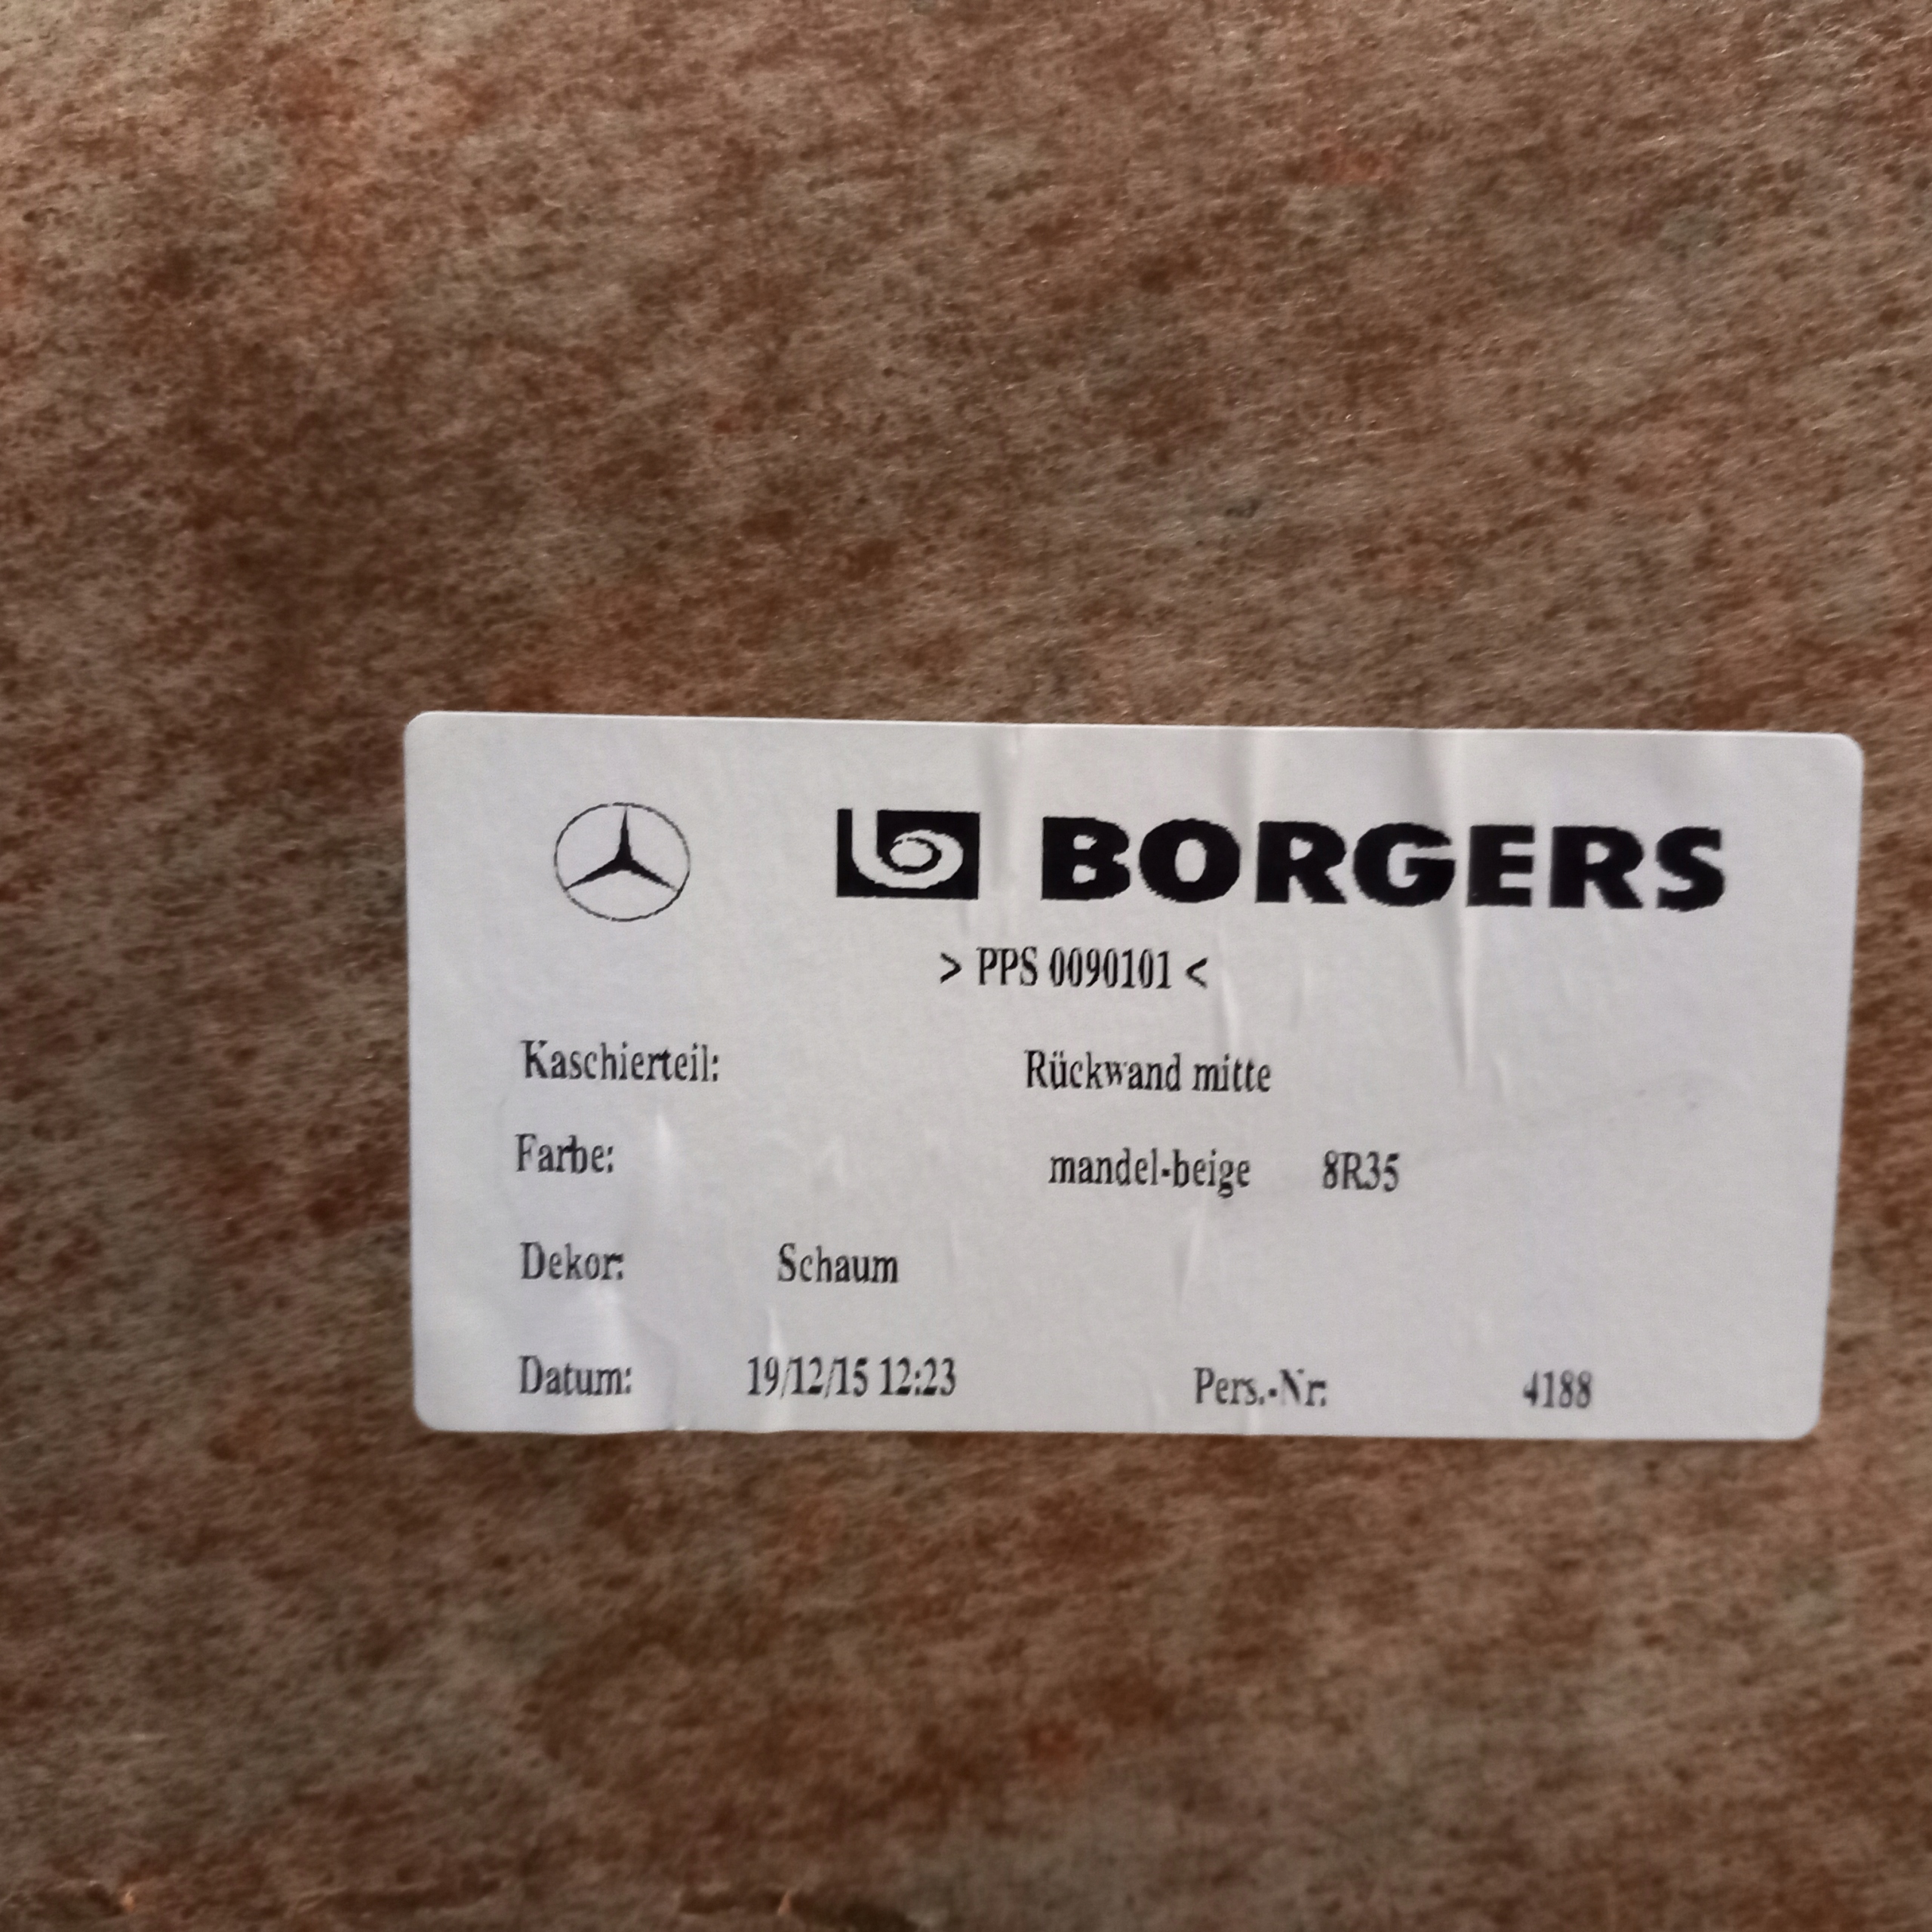 BORGERS
> PPS 0090101 <
Kaschierteil: Rückwand mitte
Farbe: mandel-beige 8R35
Dekor: Schaum
Datum: 19/12/15 12:23 Pers.-Nr: 4188